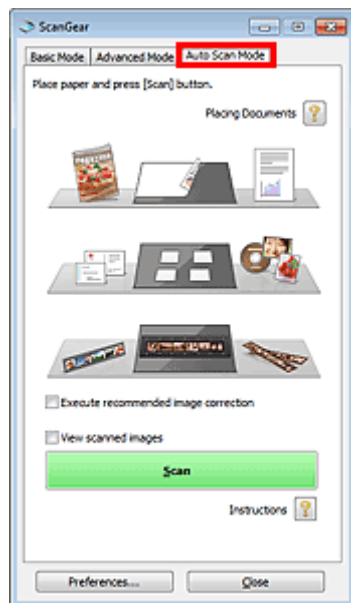 ScanGear
Basic Mode Advanced Mode Auto Scan Mode
Place paper and press [Scan] button.
Placing Documents
magazine
Execute recommended image correction
View scanned images
Scan
Instructions
Preferences... Close